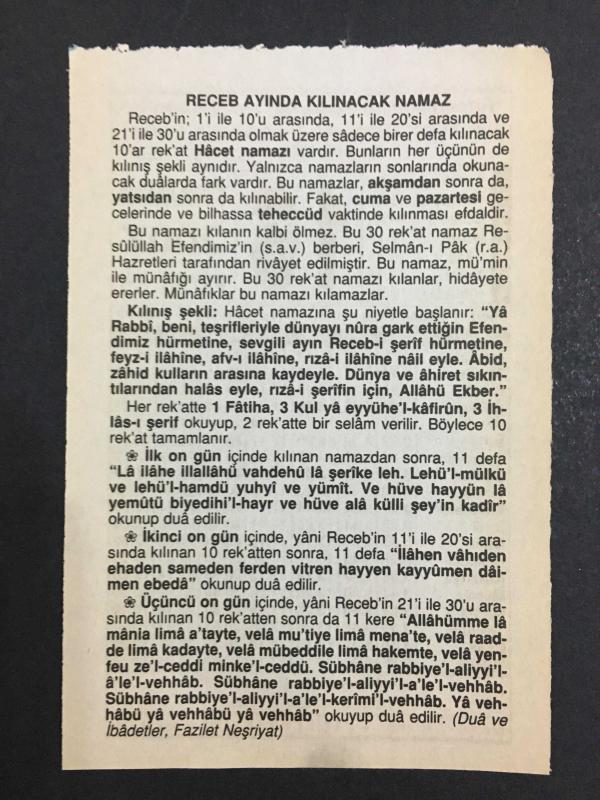 RECEB AYINDA KILINACAK NAMAZ
Receb'in; 1'i ile 10'u arasında, 11'i ile 20'si arasında ve
21'i ile 30'u arasında olmak üzere sâdece birer defa kılınacak
10'ar rek'at Hâcet namazı vardır. Bunların her üçünün de
kılınış şekli aynıdır. Yalnızca namazların sonlarında okuna-
cak duâlarda fark vardır. Bu namazlar, akşamdan sonra da,
yatsıdan sonra da kılınabilir. Fakat, cuma ve pazartesi ge-
celerinde ve bilhassa teheccüd vaktinde kılınması efdaldir.
Bu namazı kılanın kalbi ölmez. Bu 30 rek'at namaz Re-
sûlüllah Efendimiz'in (s.a.v.) berberi, Selmân-ı Pâk (r.a.)
Hazretleri tarafından rivâyet edilmiştir. Bu namaz, mü'min
ile münâfığı ayırır. Bu 30 rek'at namazı kılanlar, hidâyete
ererler. Münâfıklar bu namazı kılamazlar.
Kılınış şekli: Hâcet namazına şu niyetle başlanır: "Yâ
Rabbî, beni, teşrifleriyle dünyayı nûra gark ettiğin Efen-
dimiz hürmetine, sevgili ayın Receb-i şerîf hürmetine,
feyz-i ilâhîne, afv-ı ilâhîne, rızâ-i ilâhîne nâil eyle. Âbid,
zâhid kulların arasına kaydeyle. Dünya ve âhiret sıkın-
tılarından halâs eyle, rızâ-i şerîfin için, Allâhü Ekber."
Her rek'atte 1 Fâtiha, 3 Kul yâ eyyühe'l-kâfirûn, 3 İh-
lâs-ı şerif okuyup, 2 rek'atte bir selâm verilir. Böylece 10
rek'at tamamlanır.
❀ İlk on gün içinde kılınan namazdan sonra, 11 defa
"Lâ ilâhe illallâhü vahdehû lâ şerîke leh. Lehü'l-mülkü
ve lehü'l-hamdü yuhyî ve yümît. Ve hüve hayyün lâ
yemûtü biyedihi'l-hayr ve hüve alâ külli şey'in kadîr"
okunup duâ edilir.
❀ İkinci on gün içinde, yâni Receb'in 11'i ile 20'si ara-
sında kılınan 10 rek'atten sonra, 11 defa "İlâhen vâhıden
ehaden sameden ferden vitren hayyen kayyûmen dâi-
men ebedâ" okunup duâ edilir.
❀ Üçüncü on gün içinde, yâni Receb'in 21'i ile 30'u ara-
sında kılınan 10 rek'atten sonra da 11 kere "Allâhümme lâ
mânia limâ a'tayte, velâ mu'tiye limâ mena'te, velâ raad-
de limâ kadayte, velâ mübeddile limâ hakemte, velâ yen-
feu ze'l-ceddi minke'l-ceddü. Sübhâne rabbiye'l-aliyyi'l-
â'le'l-vehhâb. Sübhâne rabbiye'l-aliyyi'l-a'le'l-vehhâb.
Sübhâne rabbiye'l-aliyyi'l-a'le'l-kerîmi'l-vehhâb. Yâ veh-
hâbü yâ vehhâbü yâ vehhâb" okuyup duâ edilir. (Duâ ve
İbâdetler, Fazilet Neşriyat)